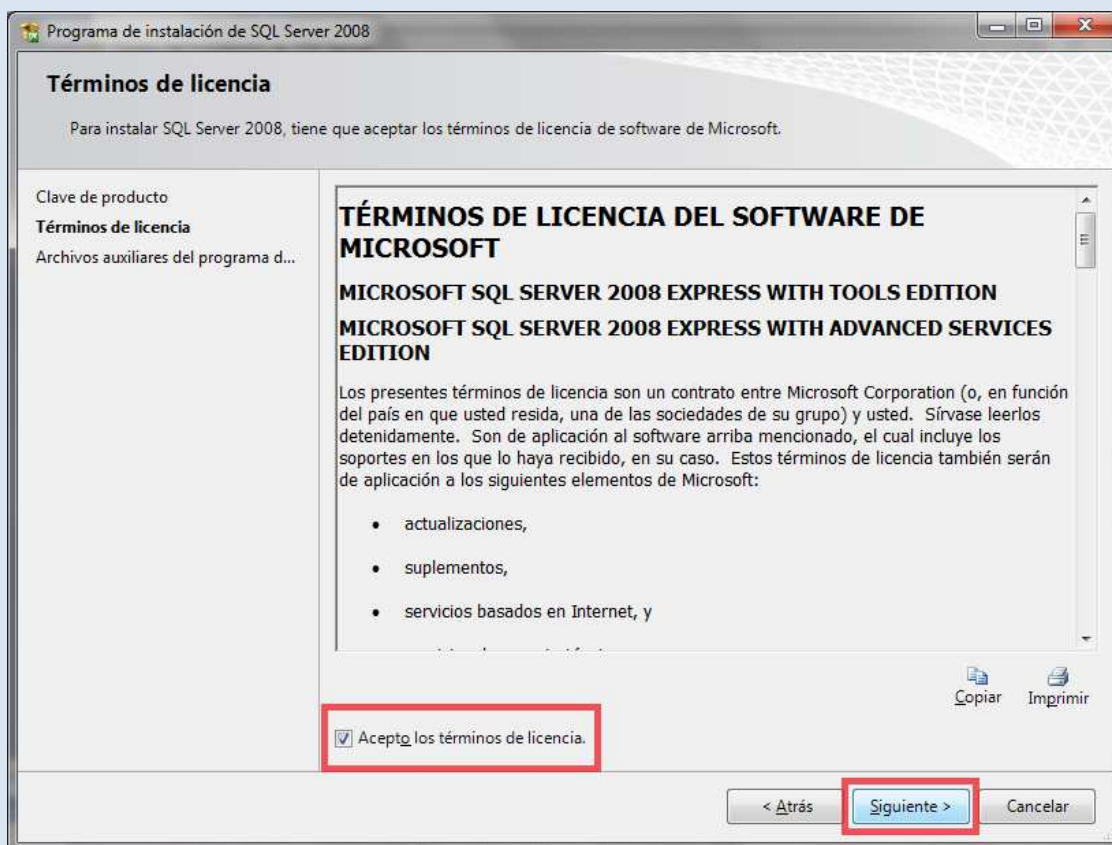 Programa de instalación de SQL Server 2008
Términos de licencia
Para instalar SQL Server 2008, tiene que aceptar los términos de licencia de software de Microsoft.
Clave de producto
Términos de licencia
Archivos auxiliares del programa d...
TÉRMINOS DE LICENCIA DEL SOFTWARE DE
MICROSOFT
MICROSOFT SQL SERVER 2008 EXPRESS WITH TOOLS EDITION
MICROSOFT SQL SERVER 2008 EXPRESS WITH ADVANCED SERVICES
EDITION
Los presentes términos de licencia son un contrato entre Microsoft Corporation (o, en función
del país en que usted resida, una de las sociedades de su grupo) y usted. Sírvase leerlos
detenidamente. Son de aplicación al software arriba mencionado, el cual incluye los
soportes en los que lo haya recibido, en su caso. Estos términos de licencia también serán
de aplicación a los siguientes elementos de Microsoft:
• actualizaciones,
• suplementos,
• servicios basados en Internet, y
Copiar
Imprimir
Acepto los términos de licencia.
< Atrás
Siguiente >
Cancelar